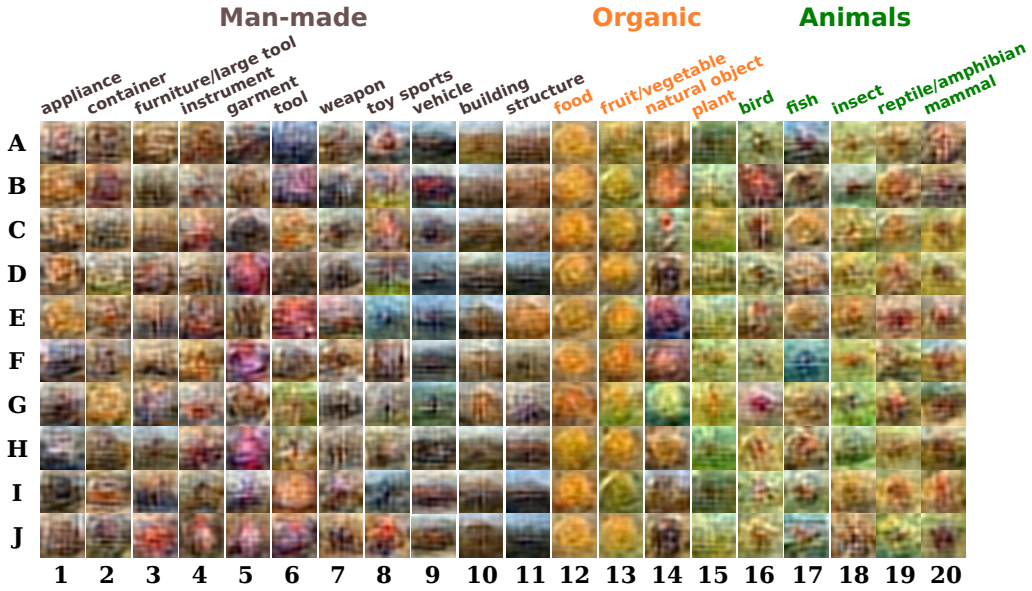 Man-made Organic Animals
appliance container furniture/large tool instrument garment tool weapon toy sports vehicle building structure food fruit/vegetable natural object plant bird fish insect reptile/amphibian mammal
A
B
C
D
E
F
G
H
I
J
1 2 3 4 5 6 7 8 9 10 11 12 13 14 15 16 17 18 19 20